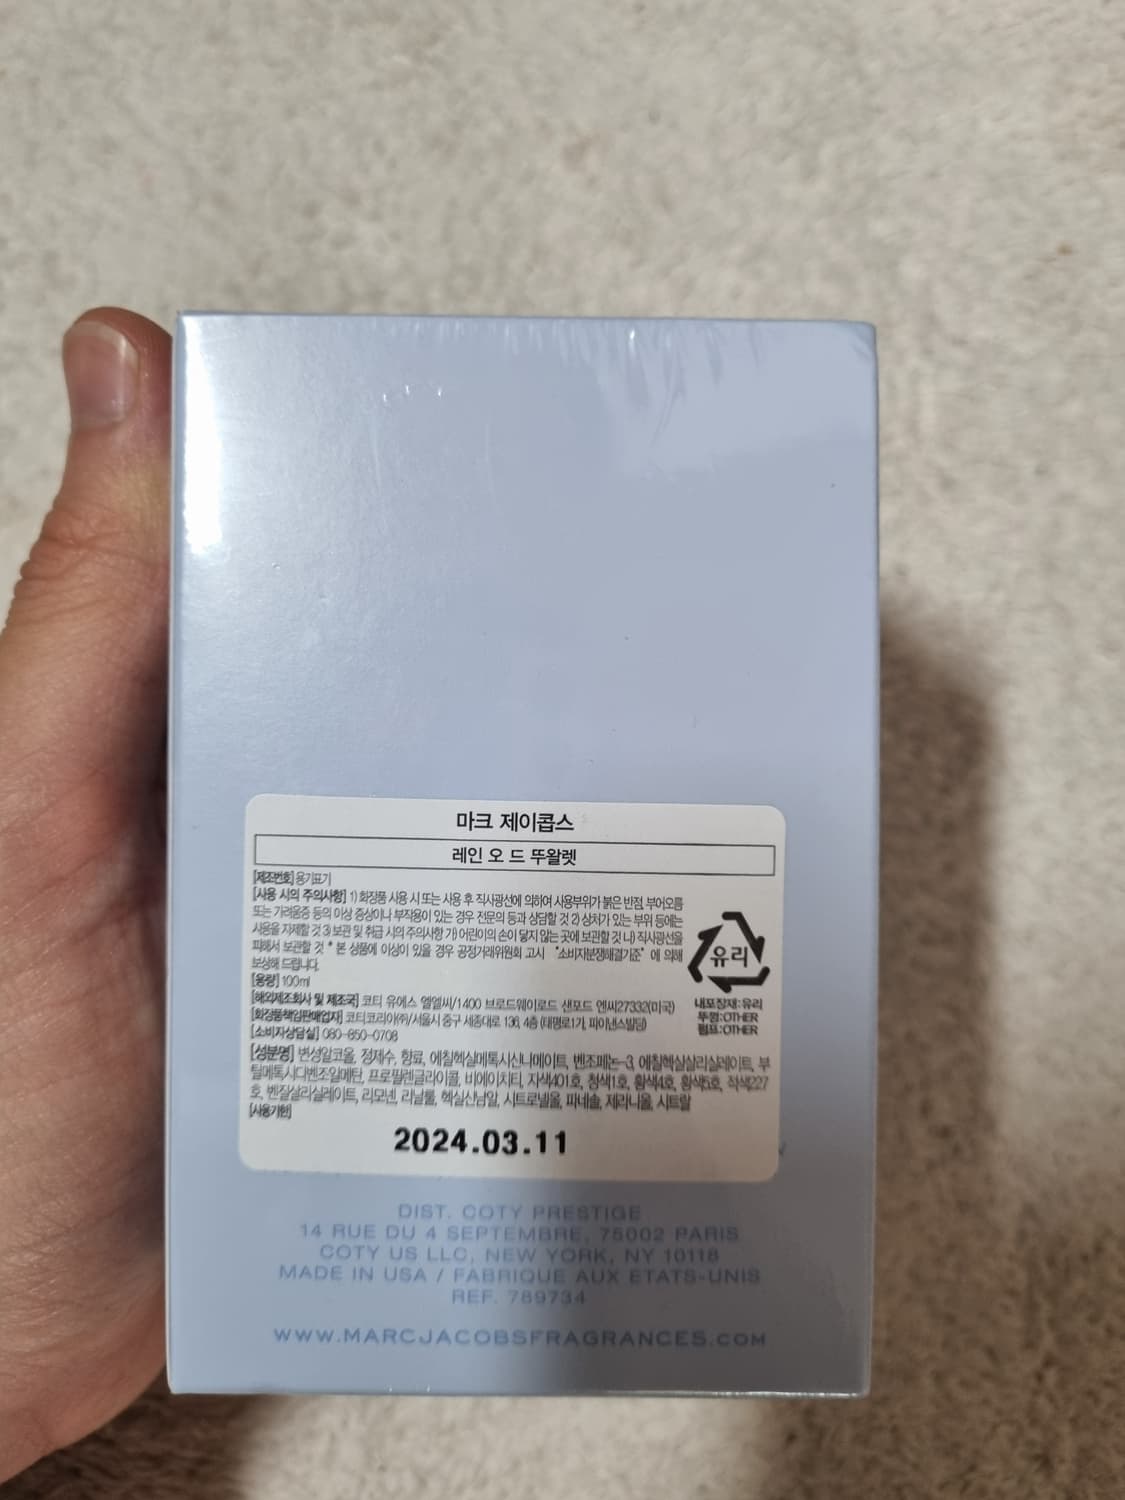 마크 제이콥스
레인 오 드 뚜왈렛
[제조번호] 용기표기
[사용 시의 주의사항] 1) 화장품 사용 시 또는 사용 후 직사광선에 의하여 사용부위가 붉은 반점, 부어오름
또는 가려움증 등의 이상 증상이나 부작용이 있는 경우 전문의 등과 상담할 것 2) 상처가 있는 부위 등에는
사용을 자제할 것 3) 보관 및 취급 시의 주의사항 가) 어린이의 손이 닿지 않는 곳에 보관할 것 나) 직사광선을
피해서 보관할 것 * 본 상품에 이상이 있을 경우 공정거래위원회 고시 "소비자분쟁해결기준" 에 의해
보상해 드립니다.
[용량] 100ml
[해외제조회사 및 제조국] 코티 유에스 엘엘씨/1400 브로드웨이로드 샌포드 엔씨27332(미국)
[화장품책임판매업자] 코티코리아(주)/서울시 중구 세종대로 136, 4층 (태평로1가, 파이낸스빌딩)
[소비자상담실] 080-850-0708
유리
내포장재:유리
뚜껑:OTHER
펌프:OTHER
[성분명] 변성알코올, 정제수, 향료, 에칠헥실메톡시신나메이트, 벤조페논-3, 에칠헥실살리실레이트, 부
틸메톡시디벤조일메탄, 프로필렌글라이콜, 비에이치티, 자색401호, 청색1호, 황색4호, 황색5호, 적색227
호, 벤질살리실레이트, 리모넨, 리날룰, 헥실신남알, 시트로넬올, 파네솔, 제라니올, 시트랄
[사용기한]
2024.03.11
DIST. COTY PRESTIGE
14 RUE DU 4 SEPTEMBRE, 75002 PARIS
COTY US LLC, NEW YORK, NY 10118
MADE IN USA / FABRIQUE AUX ETATS-UNIS
REF. 789734
WWW.MARCJACOBSFRAGRANCES.COM